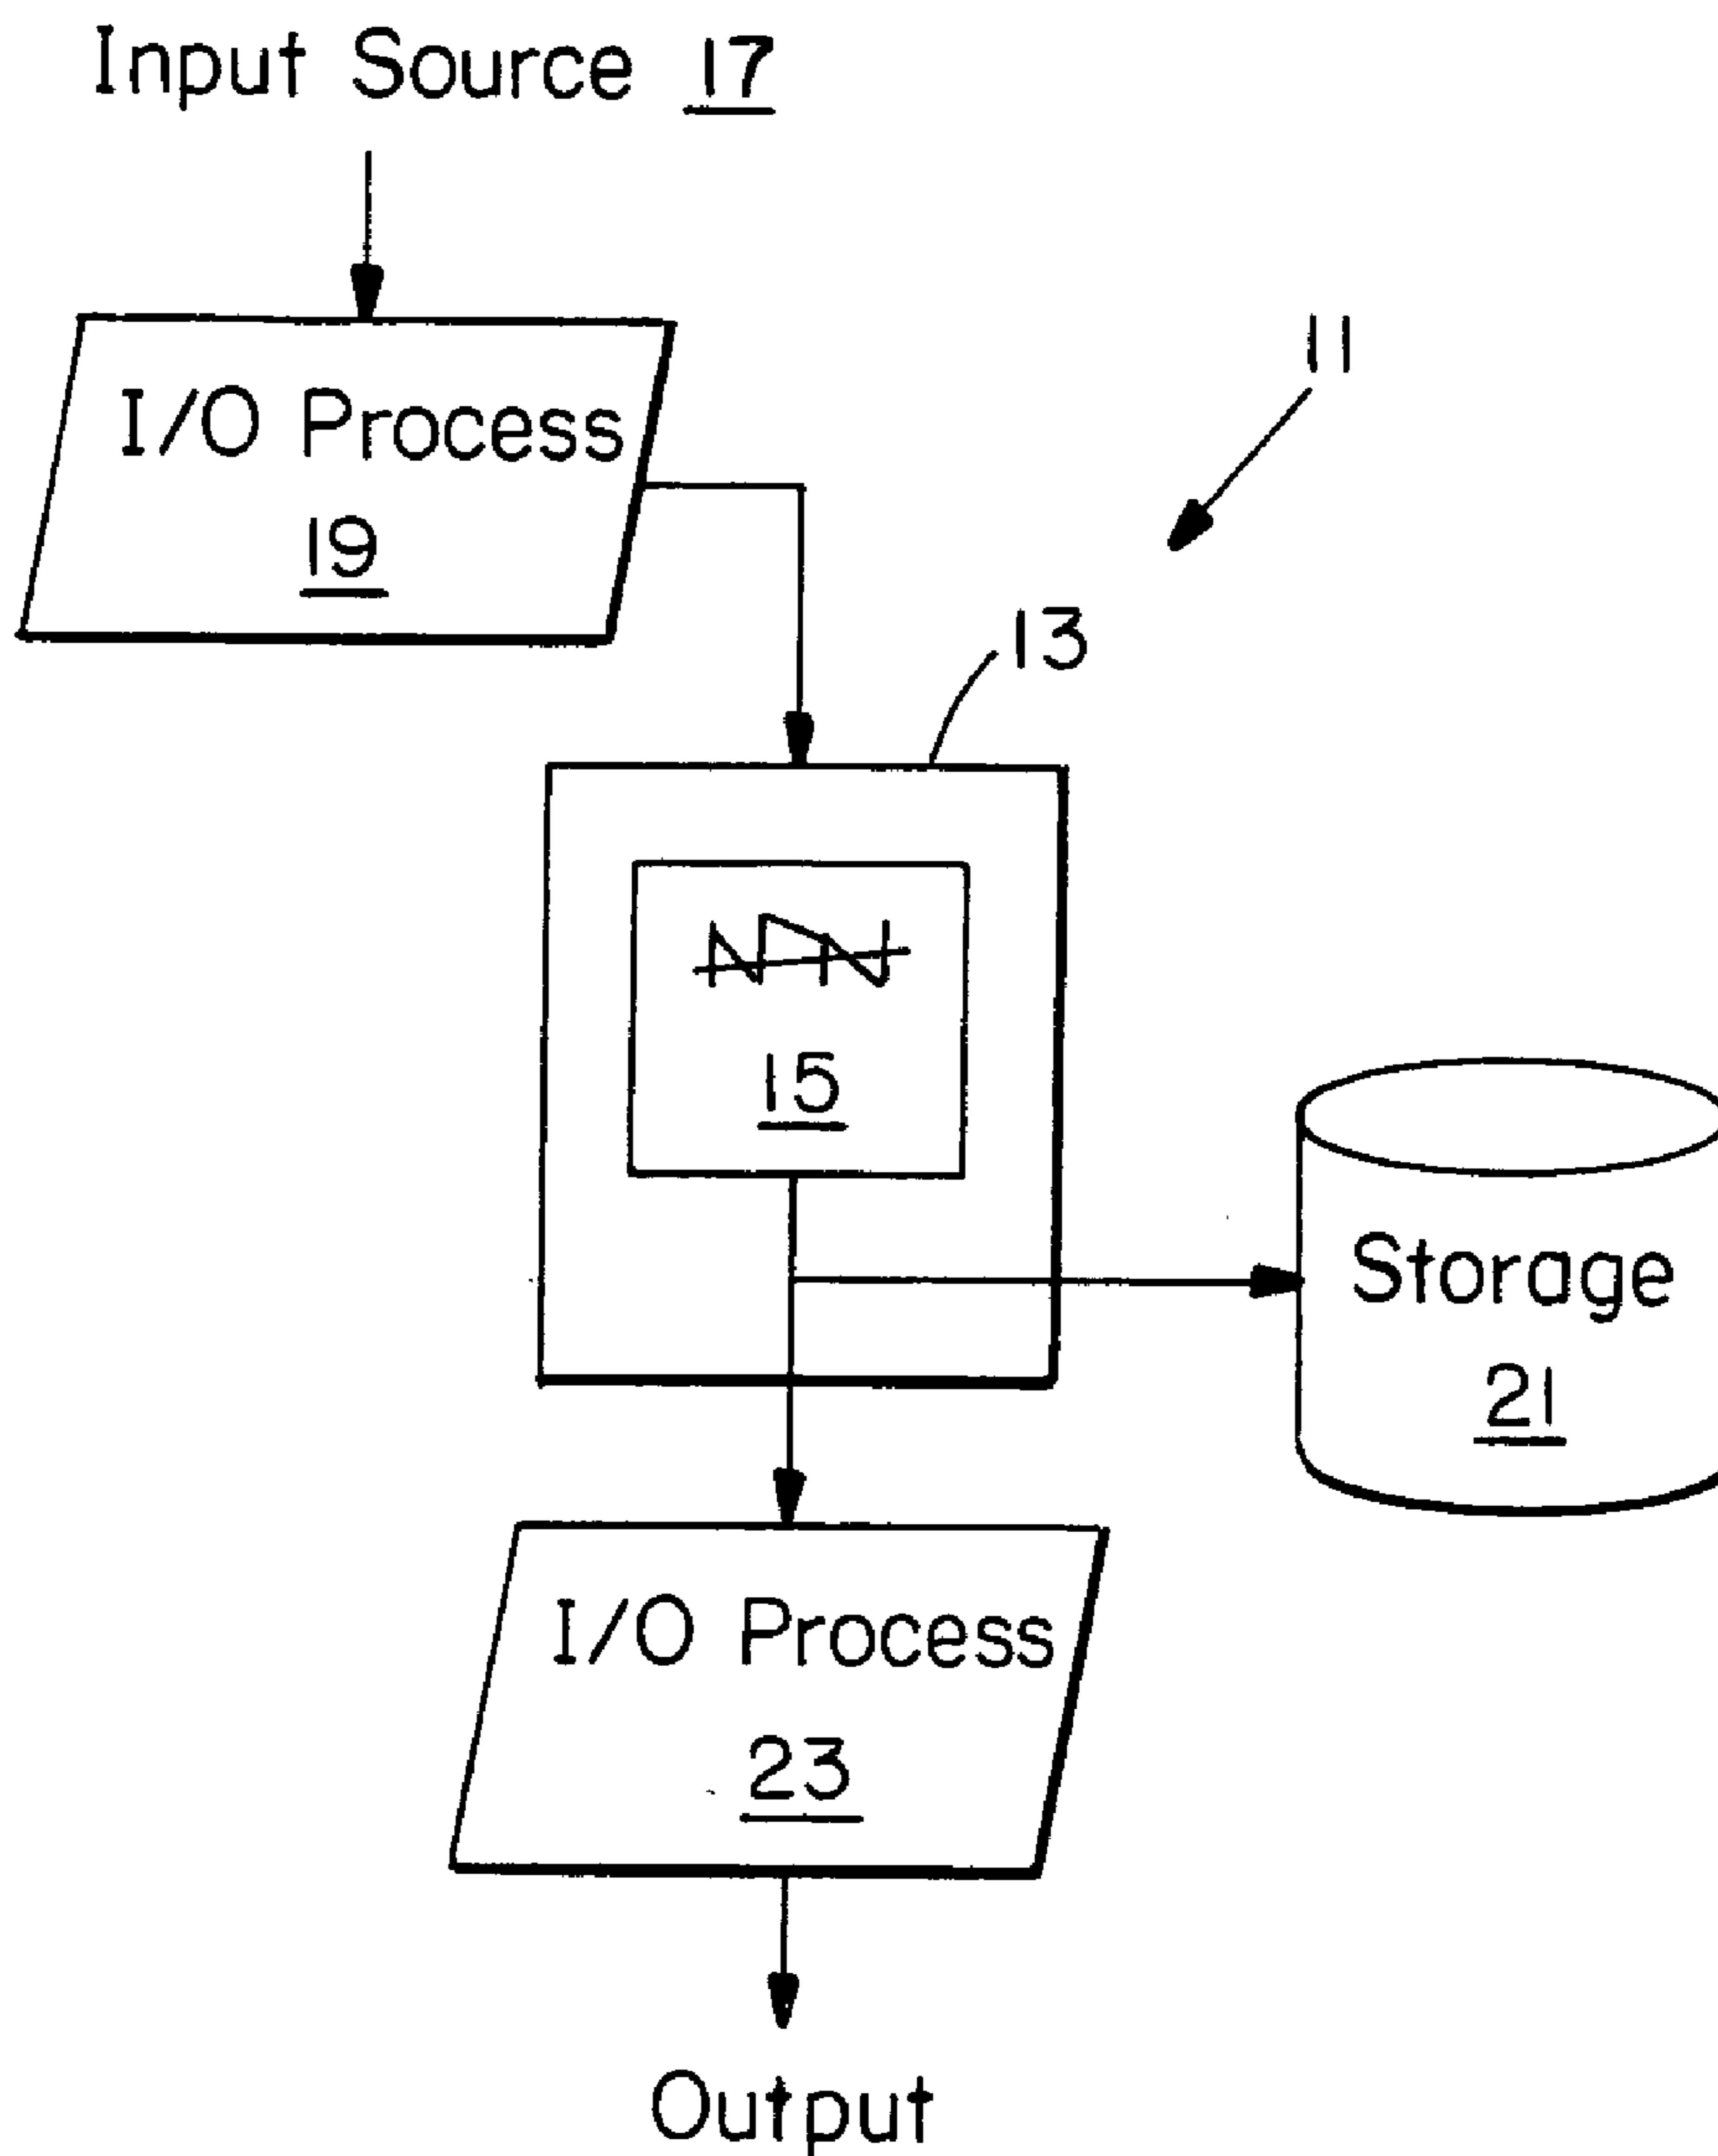 Input Source 17
I/O Process
19
11
13
15
Storage
21
I/O Process
23
Output